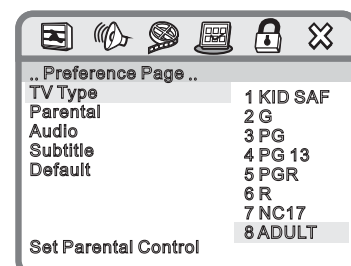 .. Preference Page ..
TV Type
Parental
Audio
Subtitle
Default
1 KID SAF
2 G
3 PG
4 PG 13
5 PGR
6 R
7 NC17
8 ADULT
Set Parental Control